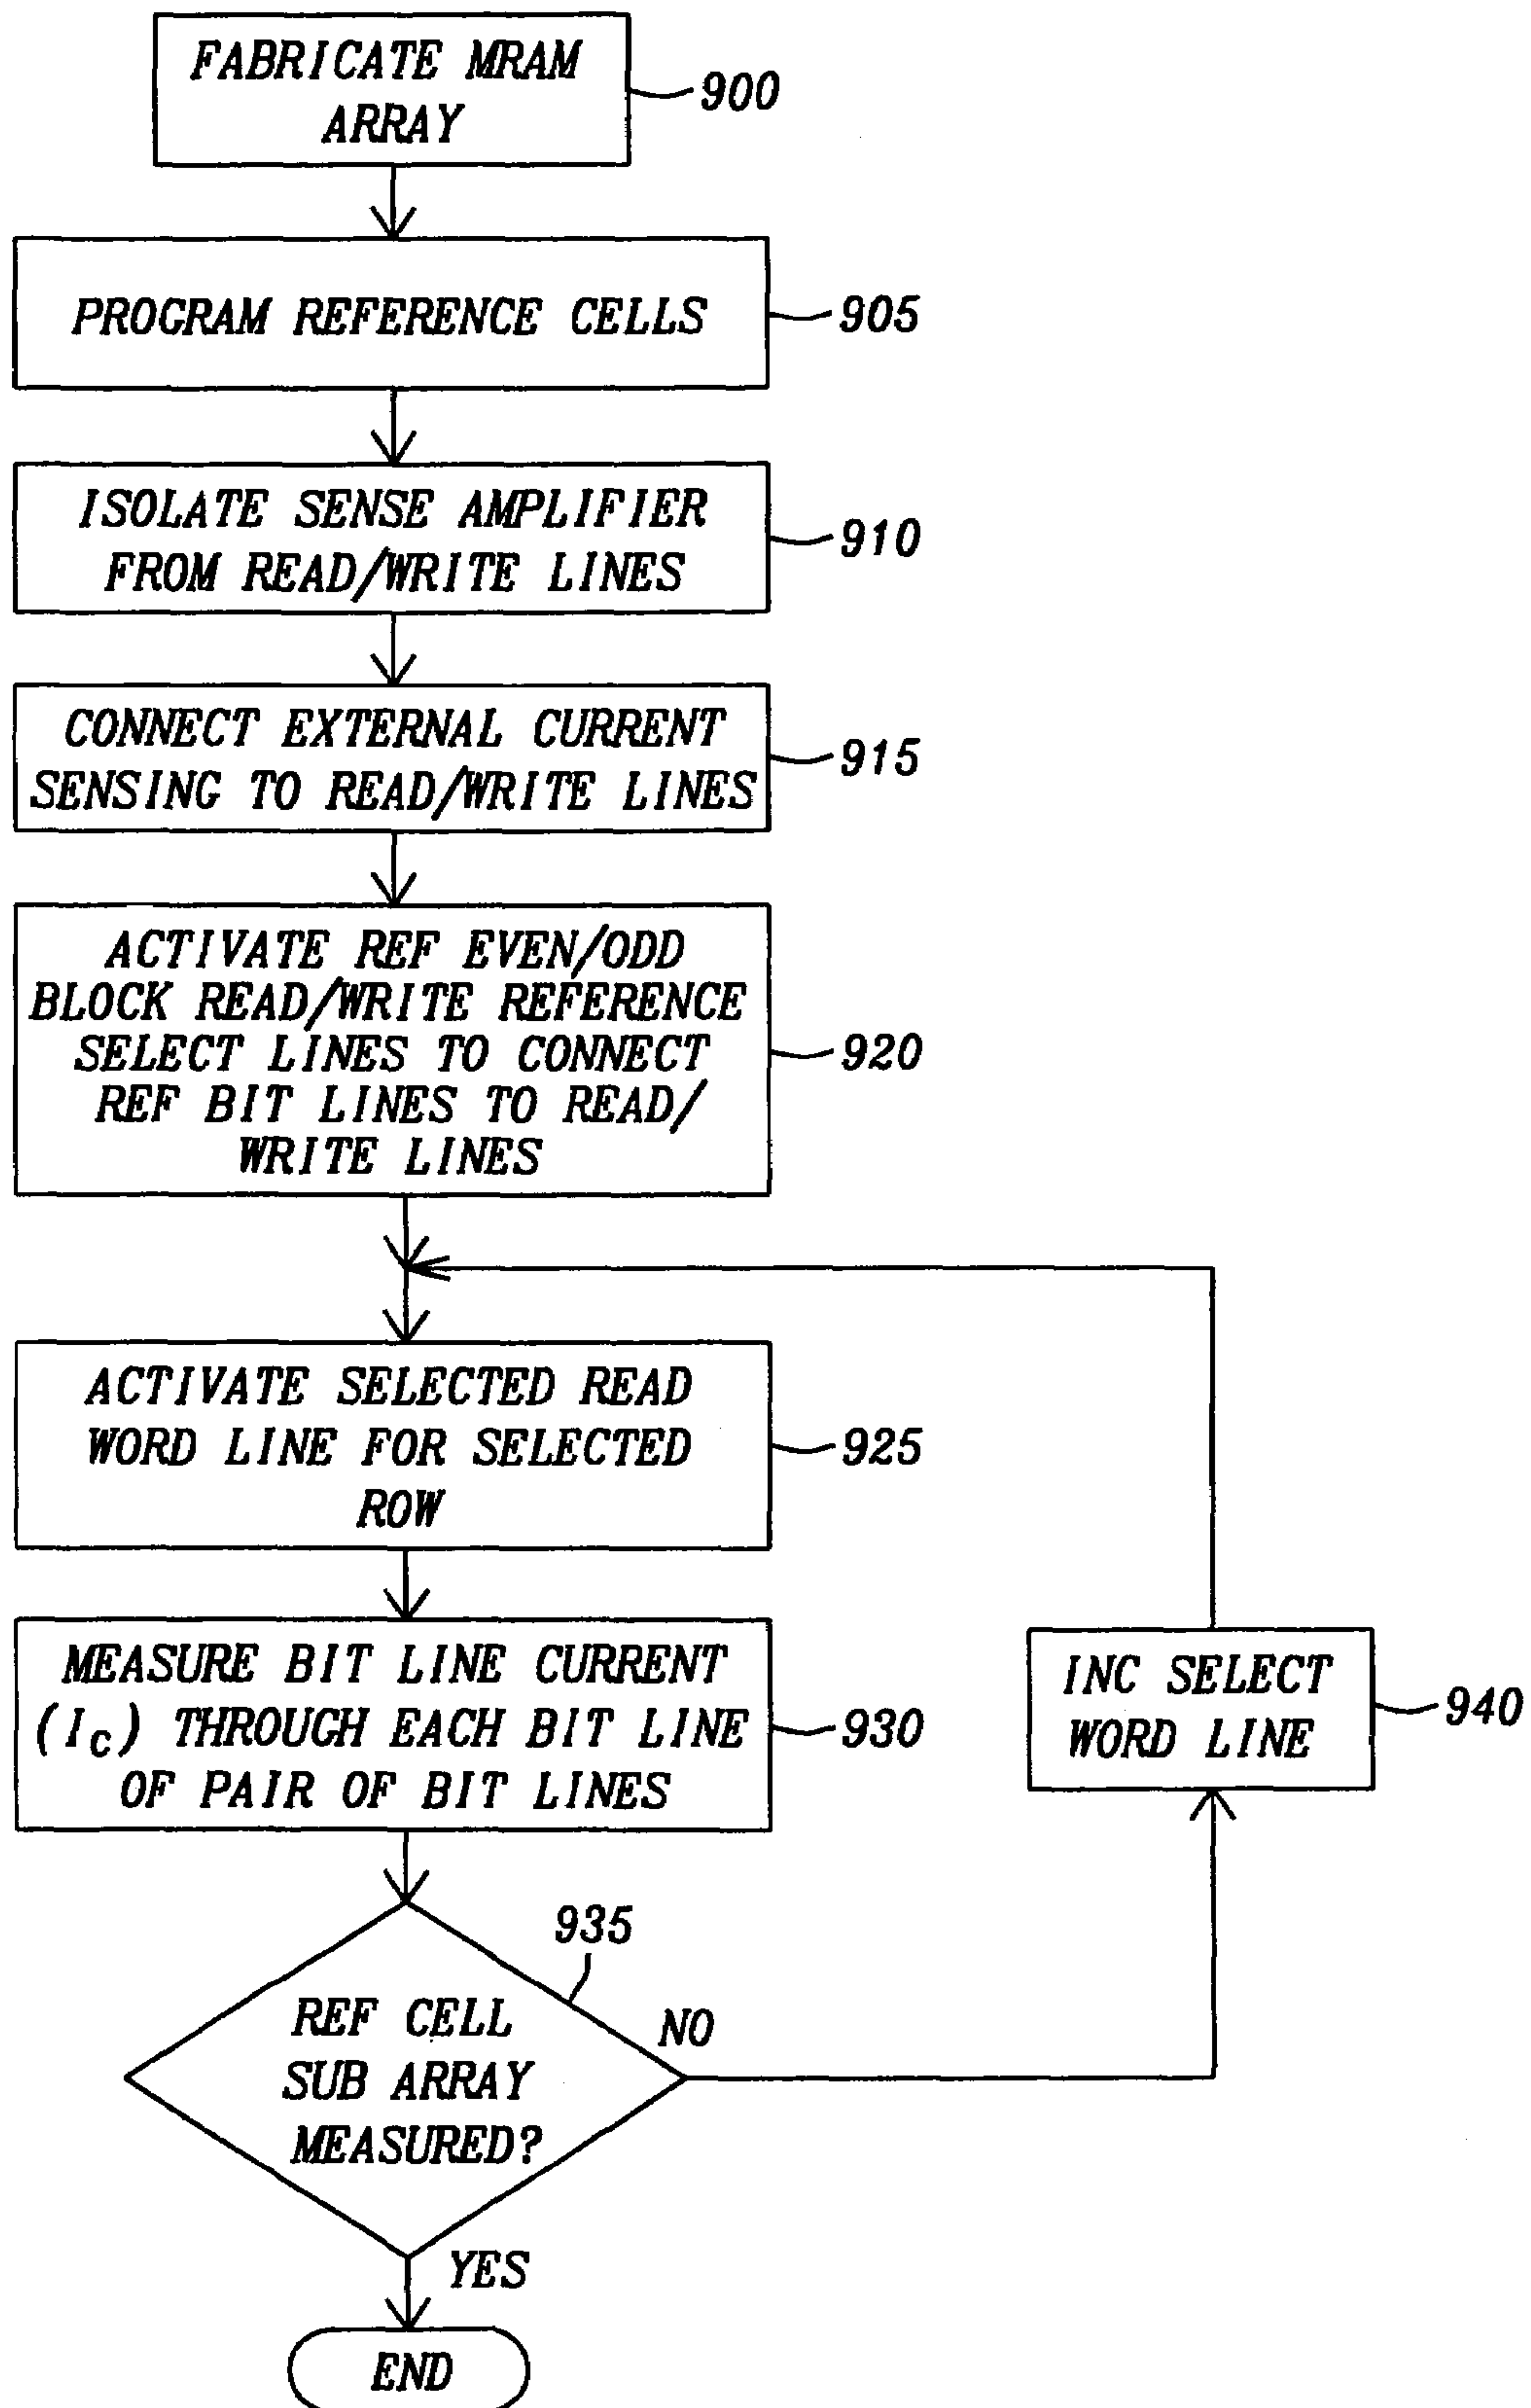 FABRICATE MRAM
ARRAY
900
PROGRAM REFERENCE CELLS
905
ISOLATE SENSE AMPLIFIER
FROM READ/WRITE LINES
910
CONNECT EXTERNAL CURRENT
SENSING TO READ/WRITE LINES
915
ACTIVATE REF EVEN/ODD
BLOCK READ/WRITE REFERENCE
SELECT LINES TO CONNECT
REF BIT LINES TO READ/
WRITE LINES
920
ACTIVATE SELECTED READ
WORD LINE FOR SELECTED
ROW
925
MEASURE BIT LINE CURRENT
(IC) THROUGH EACH BIT LINE
OF PAIR OF BIT LINES
930
INC SELECT
WORD LINE
940
935
REF CELL
SUB ARRAY
MEASURED?
NO
YES
END